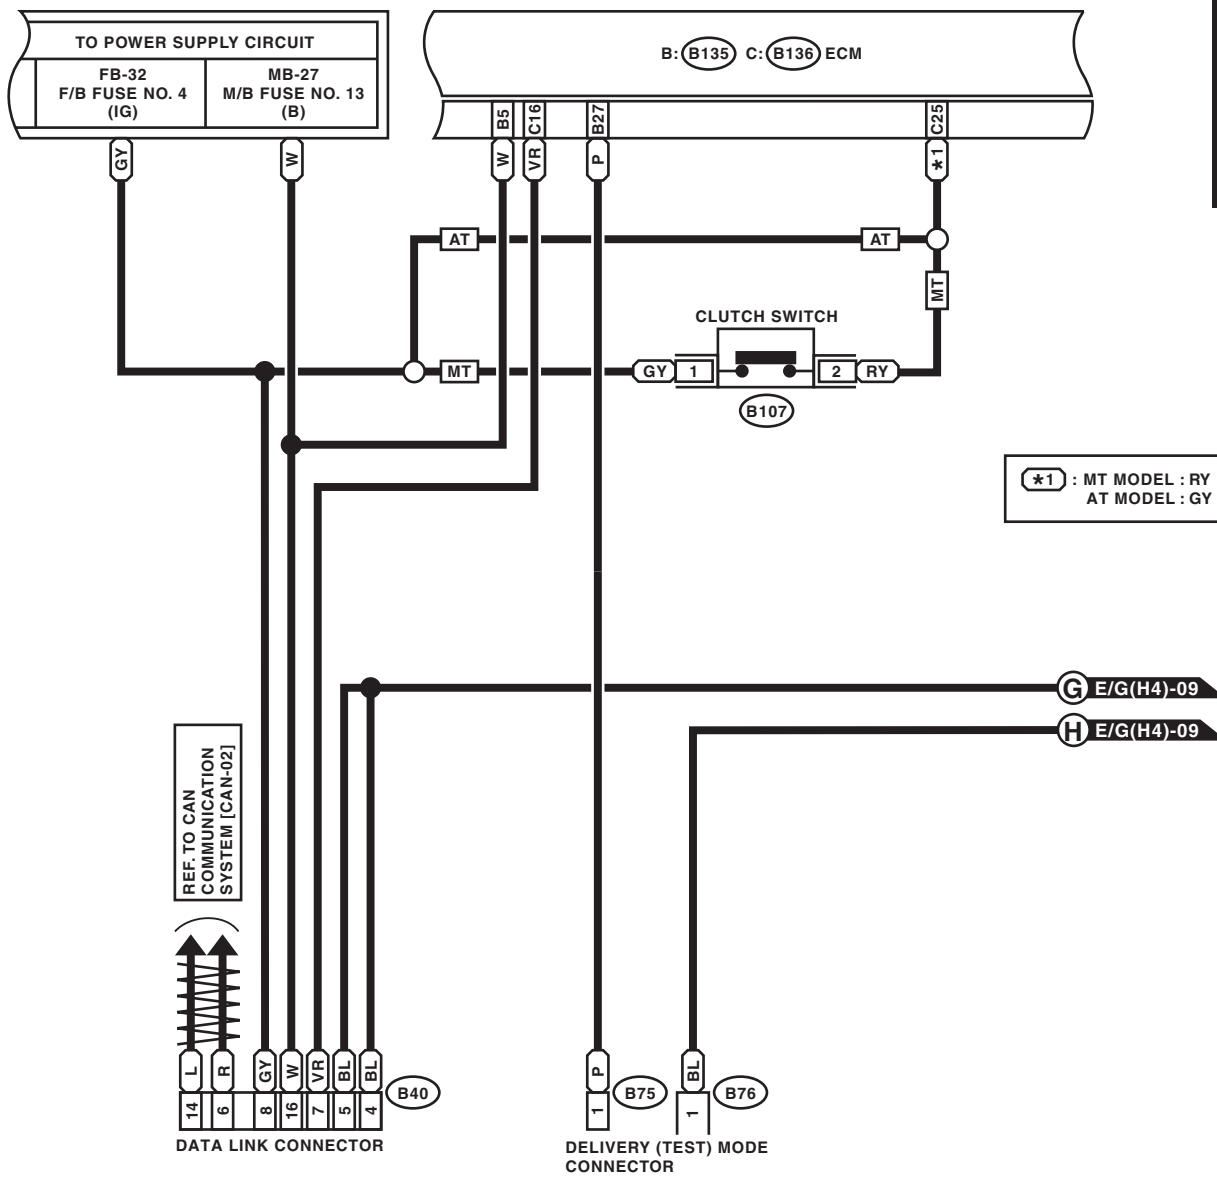 TO POWER SUPPLY CIRCUIT
FB-32
F/B FUSE NO. 4
(IG)
MB-27
M/B FUSE NO. 13
(B)
B: B135 C: B136 ECM
B5
C16
B27
C25
GY
W
W
VR
P
*1
AT
AT
MT
CLUTCH SWITCH
MT
GY
1
2
RY
B107
*1 : MT MODEL : RY
AT MODEL : GY
G E/G(H4)-09
H E/G(H4)-09
REF. TO CAN
COMMUNICATION
SYSTEM [CAN-02]
L
R
GY
W
VR
BL
BL
14
6
8
16
7
5
4
B40
DATA LINK CONNECTOR
P
1
B75
BL
1
B76
DELIVERY (TEST) MODE
CONNECTOR